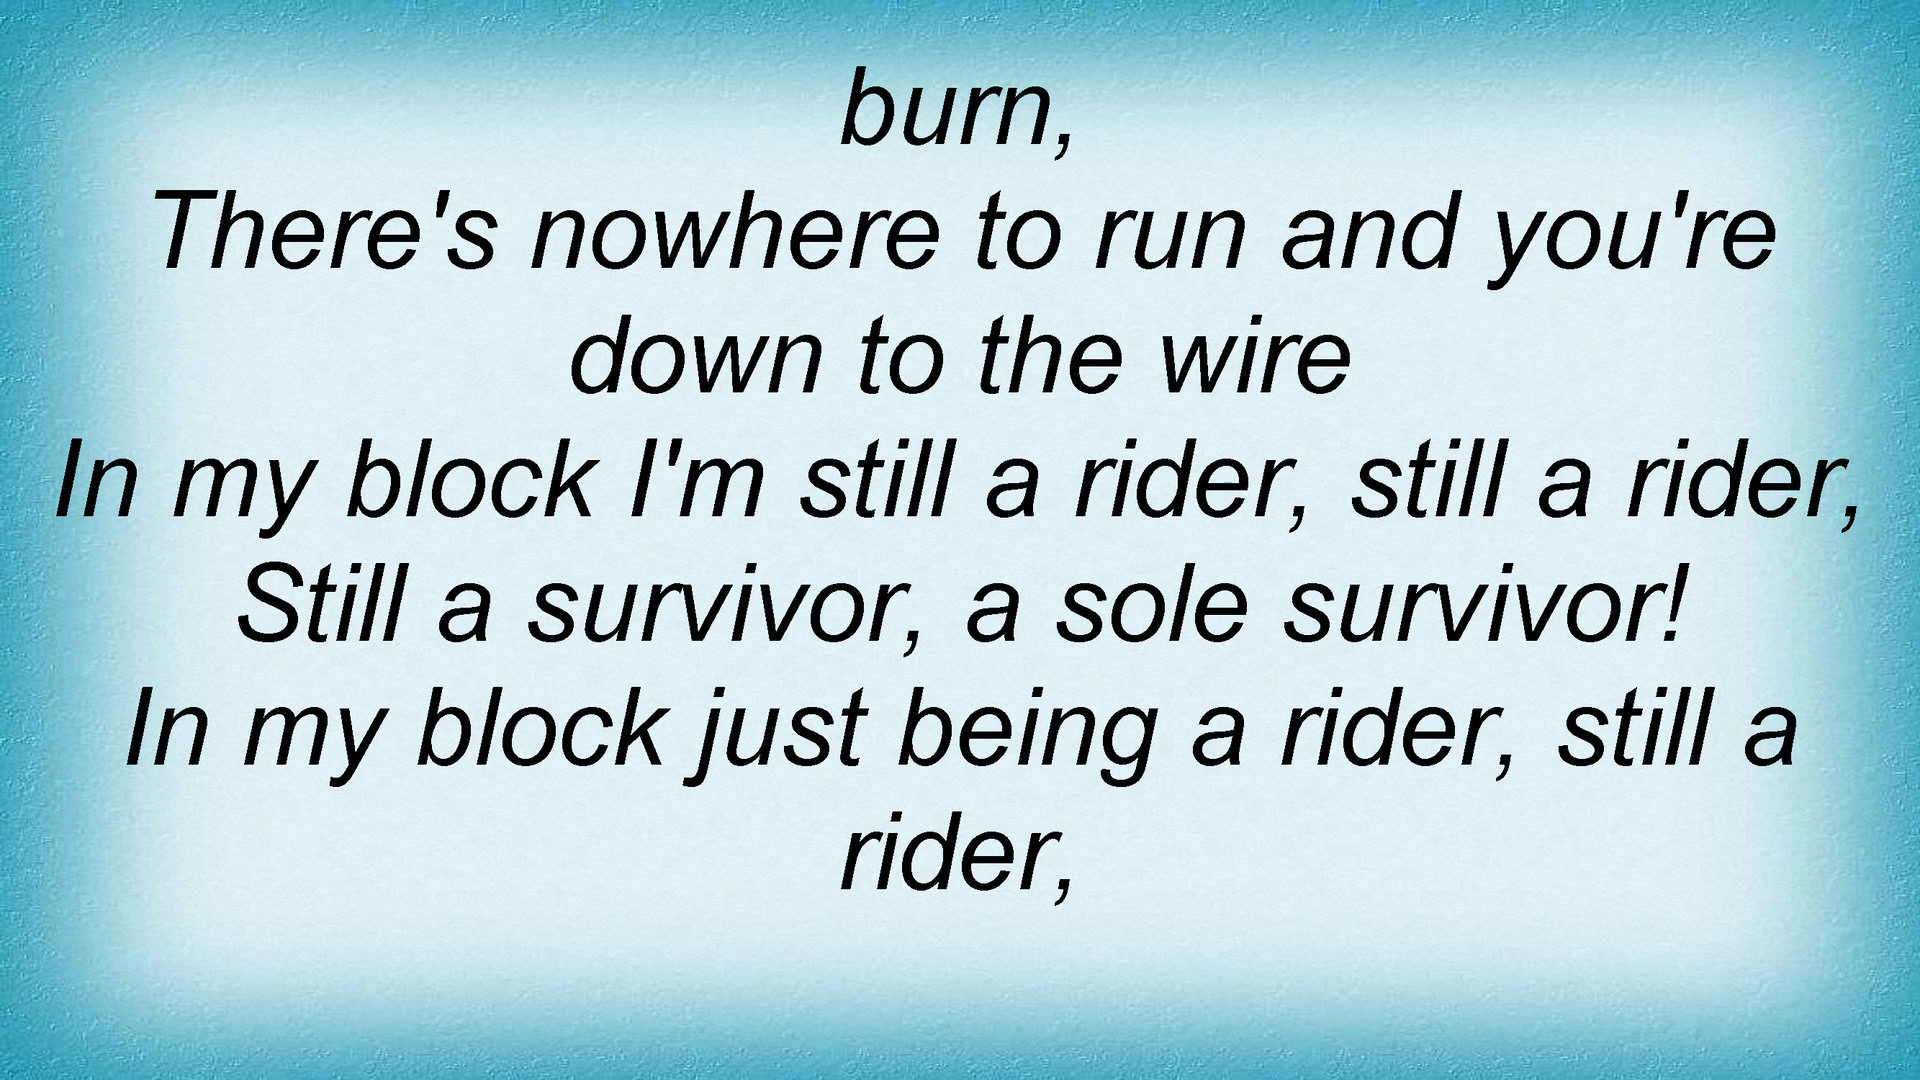 burn,
There's nowhere to run and you're
down to the wire
In my block I'm still a rider, still a rider,
Still a survivor, a sole survivor!
In my block just being a rider, still a
rider,